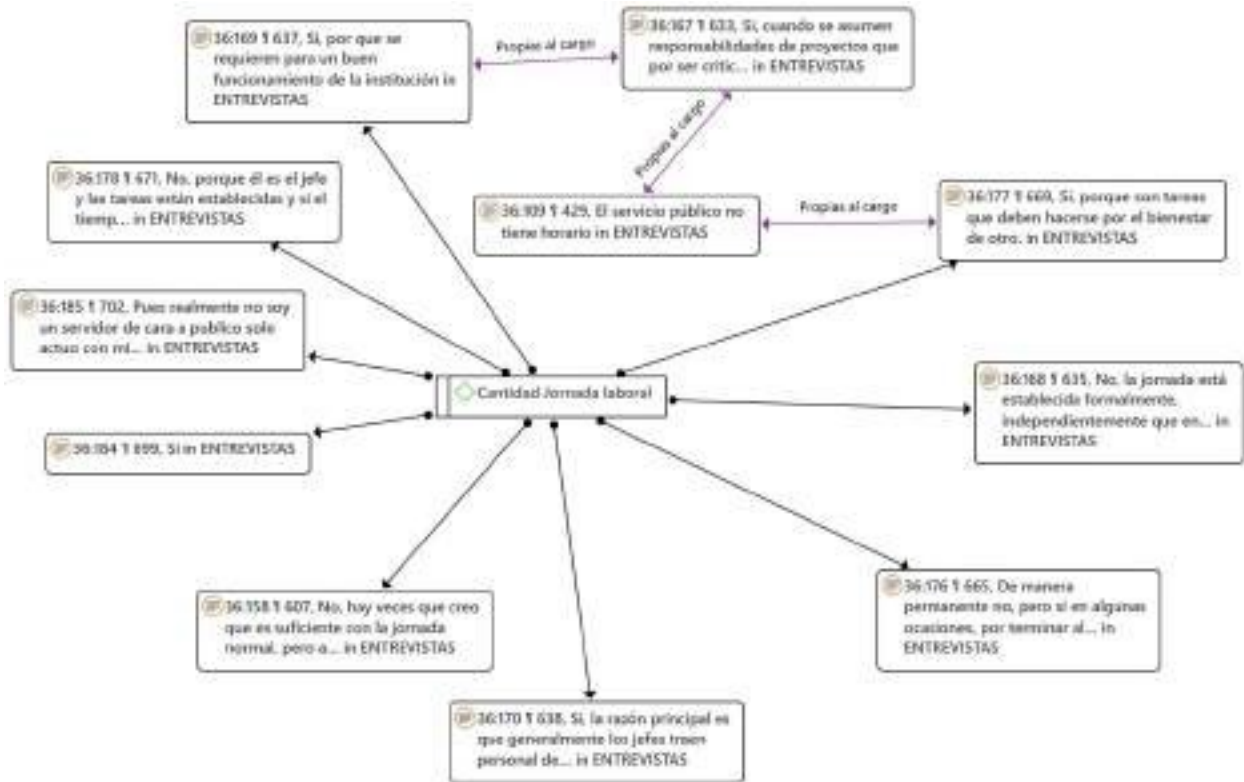 36:169 ¶ 637, Si, por que se
requieren para un buen
funcionamiento de la institución in
ENTREVISTAS
Propias al cargo
36:167 ¶ 633, Si, cuando se asumen
responsabilidades de proyectos que
por ser critic... in ENTREVISTAS
Propias al cargo
36:178 ¶ 671, No, porque él es el jefe
y las tareas están establecidas y si el
tiemp... in ENTREVISTAS
36:109 ¶ 429, El servicio público no
tiene horario in ENTREVISTAS
Propias al cargo
36:177 ¶ 669, Si, porque son tareas
que deben hacerse por el bienestar
de otro. in ENTREVISTAS
36:185 ¶ 702, Pues realmente no soy
un servidor de cara a publico solo
actuo con mi... in ENTREVISTAS
Cantidad Jornada laboral
36:168 ¶ 635, No, la jornada está
establecida formalmente,
independientemente que en... in
ENTREVISTAS
36:184 ¶ 699, Si in ENTREVISTAS
36:158 ¶ 607, No, hay veces que creo
que es suficiente con la jornada
normal, pero a... in ENTREVISTAS
36:176 ¶ 665, De manera
permanente no, pero si en algunas
ocasiones, por terminar al... in
ENTREVISTAS
36:170 ¶ 638, Si, la razón principal es
que generalmente los jefes traen
personal de... in ENTREVISTAS